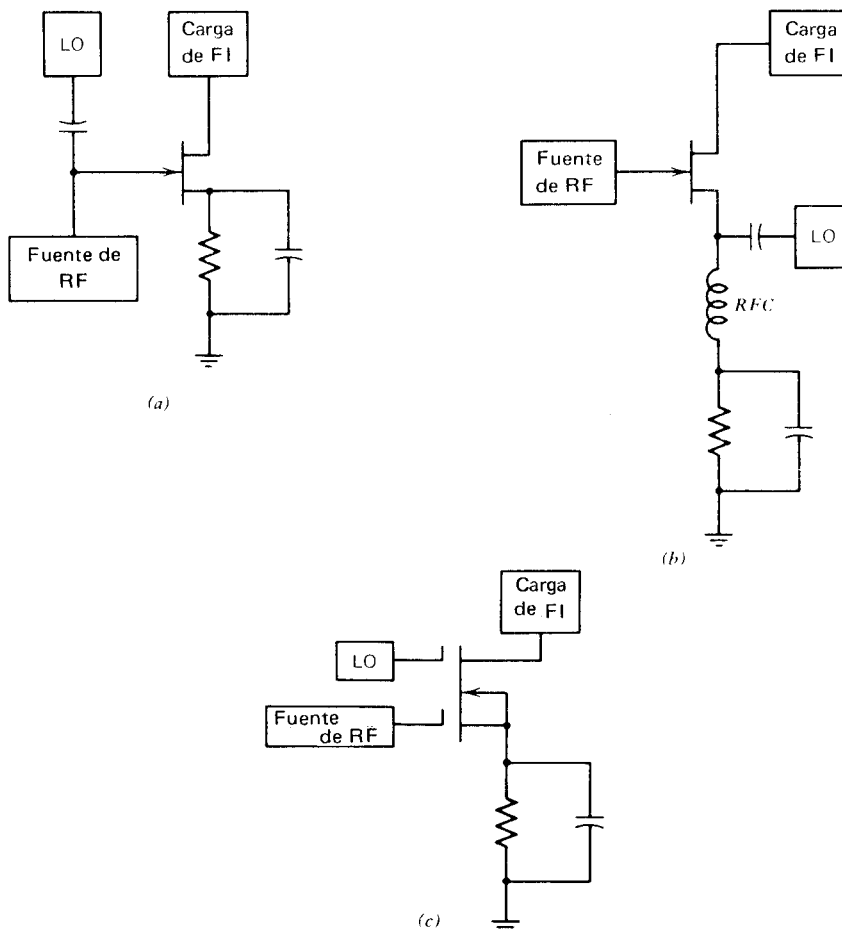 LO
Carga
de FI
Fuente de
RF
(a)
Carga
de FI
Fuente
de RF
LO
RFC
(b)
Carga
de FI
LO
Fuente
de RF
(c)